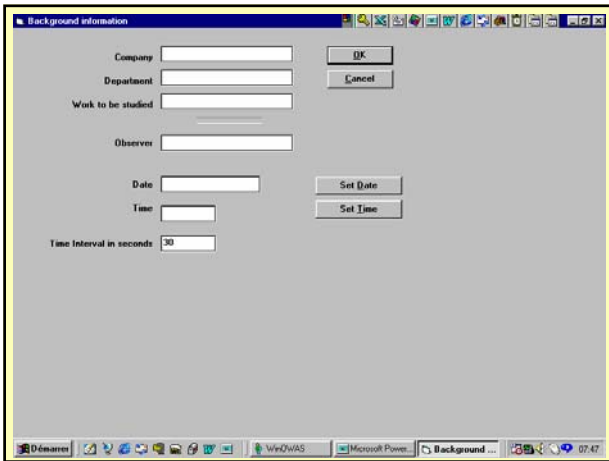 Background information
Company
OK
Department
Cancel
Work to be studied
Observer
Date
Set Date
Time
Set Time
Time Interval in seconds 30
Démarrer WinOWAS Microsoft Power... Background ... 07:47